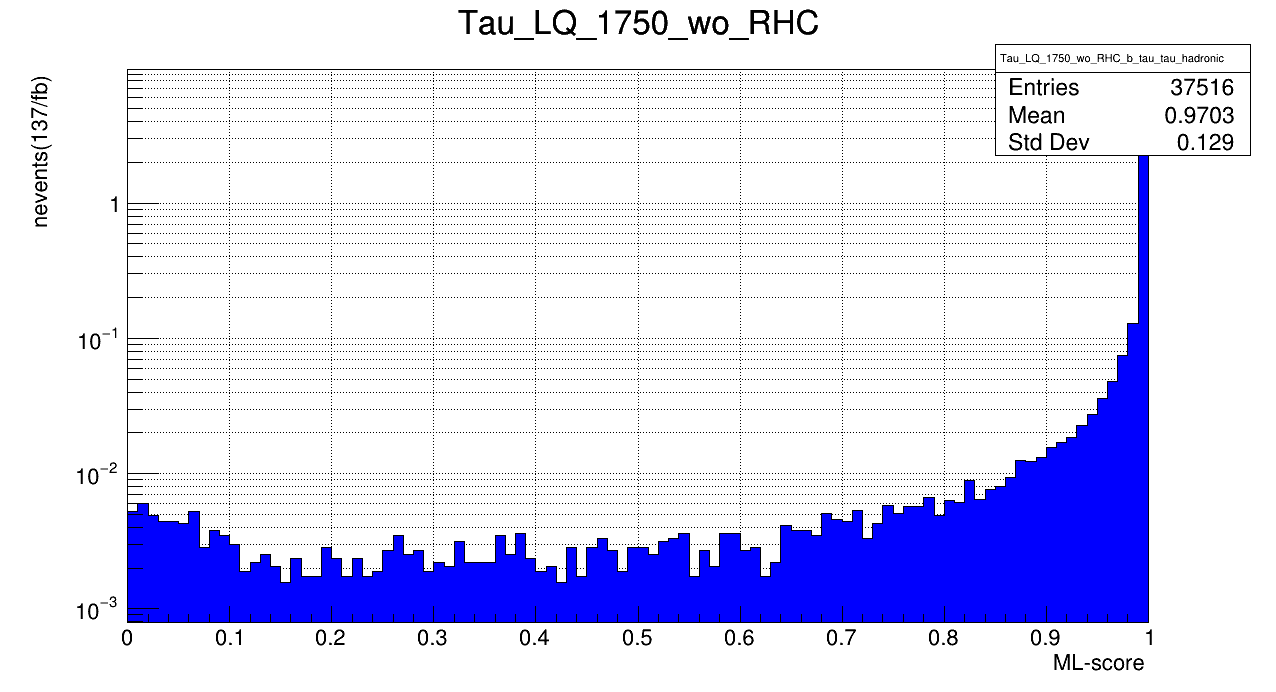 Tau_LQ_1750_wo_RHC
Tau_LQ_1750_wo_RHC_b_tau_tau_hadronic
Entries 37516
Mean 0.9703
Std Dev 0.129
nevents(137/fb)
1
10⁻¹
10⁻²
10⁻³
0 0.1 0.2 0.3 0.4 0.5 0.6 0.7 0.8 0.9 1
ML-score